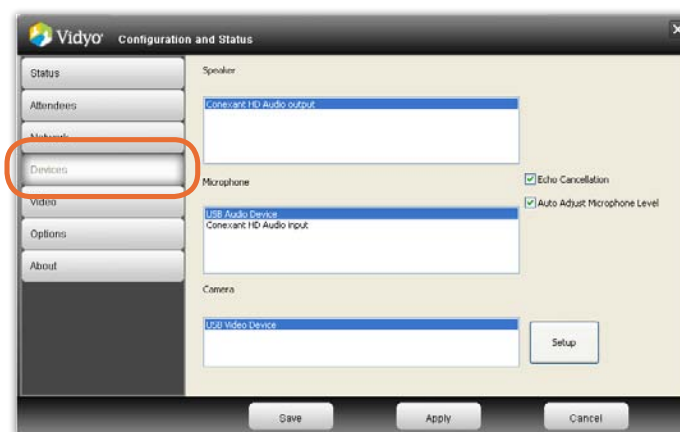 Vidyo Configuration and Status
Status
Attendees
Network
Devices
Video
Options
About
Speaker
Conexant HD Audio output
Microphone
USB Audio Device
Conexant HD Audio input
Echo Cancellation
Auto Adjust Microphone Level
Camera
USB Video Device
Setup
Save
Apply
Cancel